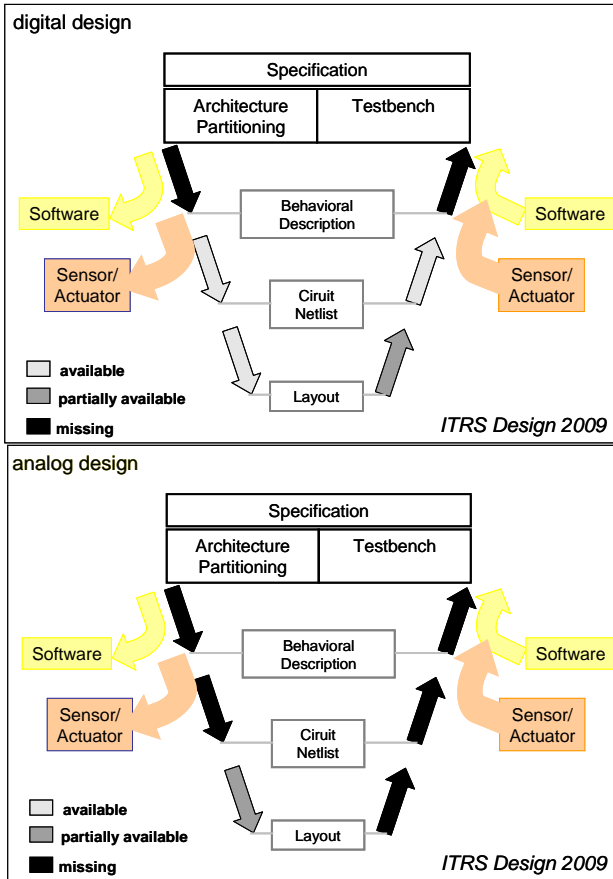 digital design
Specification
Architecture
Partitioning
Testbench
Software
Behavioral
Description
Software
Sensor/
Actuator
Ciruit
Netlist
Sensor/
Actuator
Layout
available
partially available
missing
ITRS Design 2009
analog design
Specification
Architecture
Partitioning
Testbench
Software
Behavioral
Description
Software
Sensor/
Actuator
Ciruit
Netlist
Sensor/
Actuator
Layout
available
partially available
missing
ITRS Design 2009